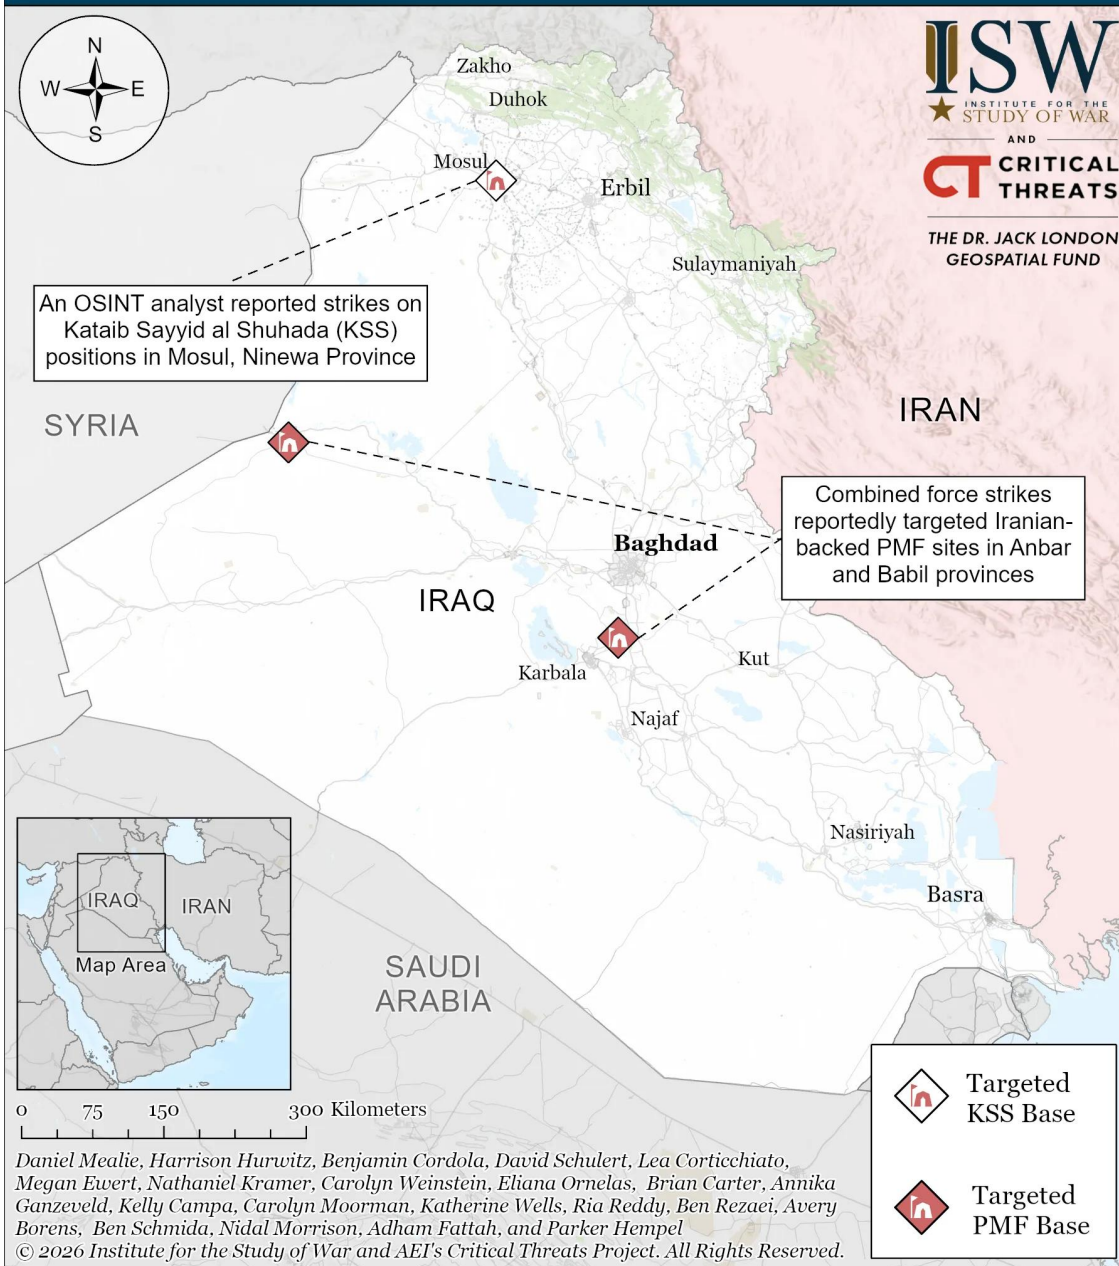 N
W
E
S
ISW
INSTITUTE FOR THE
STUDY OF WAR
AND
CT CRITICAL
THREATS
THE DR. JACK LONDON
GEOSPATIAL FUND
Zakho
Duhok
Mosul
Erbil
Sulaymaniyah
An OSINT analyst reported strikes on
Kataib Sayyid al Shuhada (KSS)
positions in Mosul, Ninewa Province
SYRIA
IRAN
Combined force strikes
reportedly targeted Iranian-
backed PMF sites in Anbar
and Babil provinces
Baghdad
IRAQ
Karbala
Kut
Najaf
Nasiriyah
Basra
SAUDI
ARABIA
IRAQ
IRAN
Map Area
0 75 150 300 Kilometers
Targeted
KSS Base
Targeted
PMF Base
Daniel Mealie, Harrison Hurwitz, Benjamin Cordola, David Schulert, Lea Corticchiato,
Megan Ewert, Nathaniel Kramer, Carolyn Weinstein, Eliana Ornelas, Brian Carter, Annika
Ganzeveld, Kelly Campa, Carolyn Moorman, Katherine Wells, Ria Reddy, Ben Rezaei, Avery
Borens, Ben Schmida, Nidal Morrison, Adham Fattah, and Parker Hempel
© 2026 Institute for the Study of War and AEI's Critical Threats Project. All Rights Reserved.